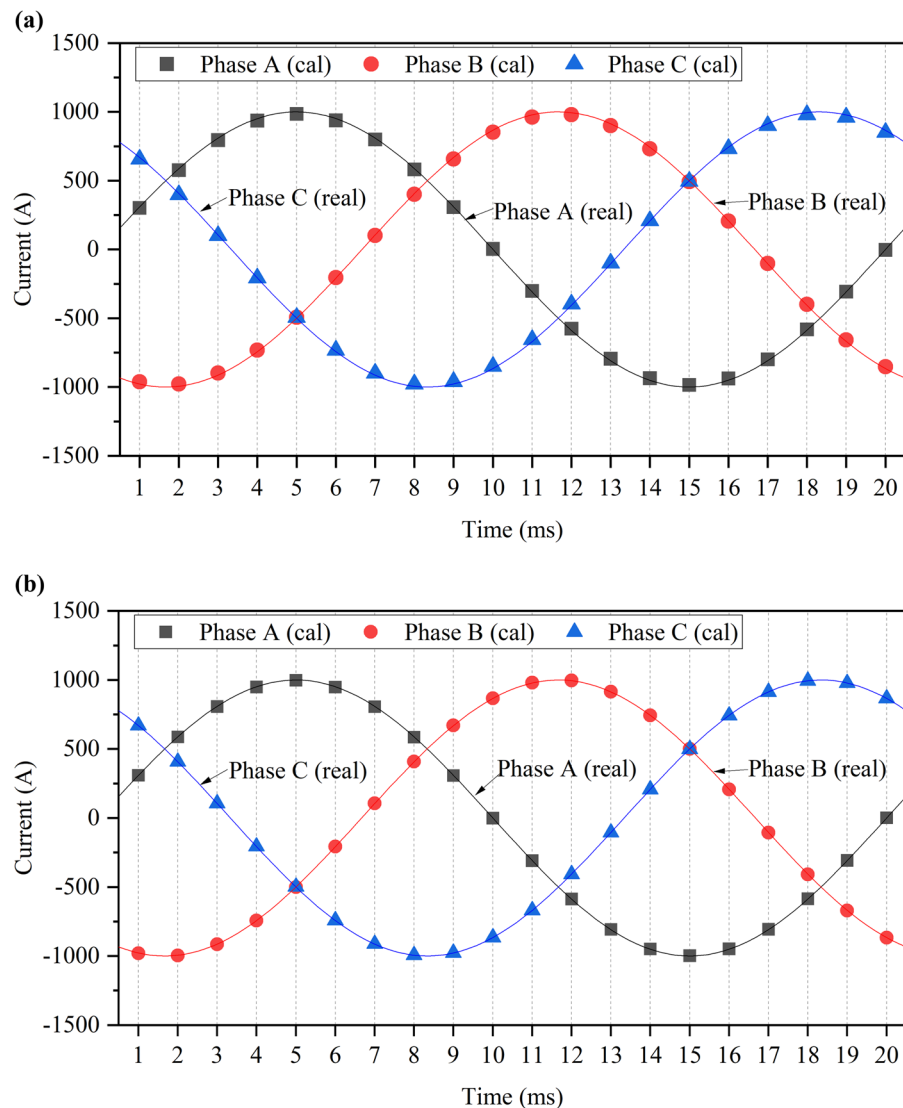 (a)
1500
1000
500
0
-500
-1000
-1500
Current (A)
Phase A (cal) Phase B (cal) Phase C (cal)
Phase C (real)
Phase A (real)
Phase B (real)
1 2 3 4 5 6 7 8 9 10 11 12 13 14 15 16 17 18 19 20
Time (ms)
(b)
1500
1000
500
0
-500
-1000
-1500
Current (A)
Phase A (cal) Phase B (cal) Phase C (cal)
Phase C (real)
Phase A (real)
Phase B (real)
1 2 3 4 5 6 7 8 9 10 11 12 13 14 15 16 17 18 19 20
Time (ms)